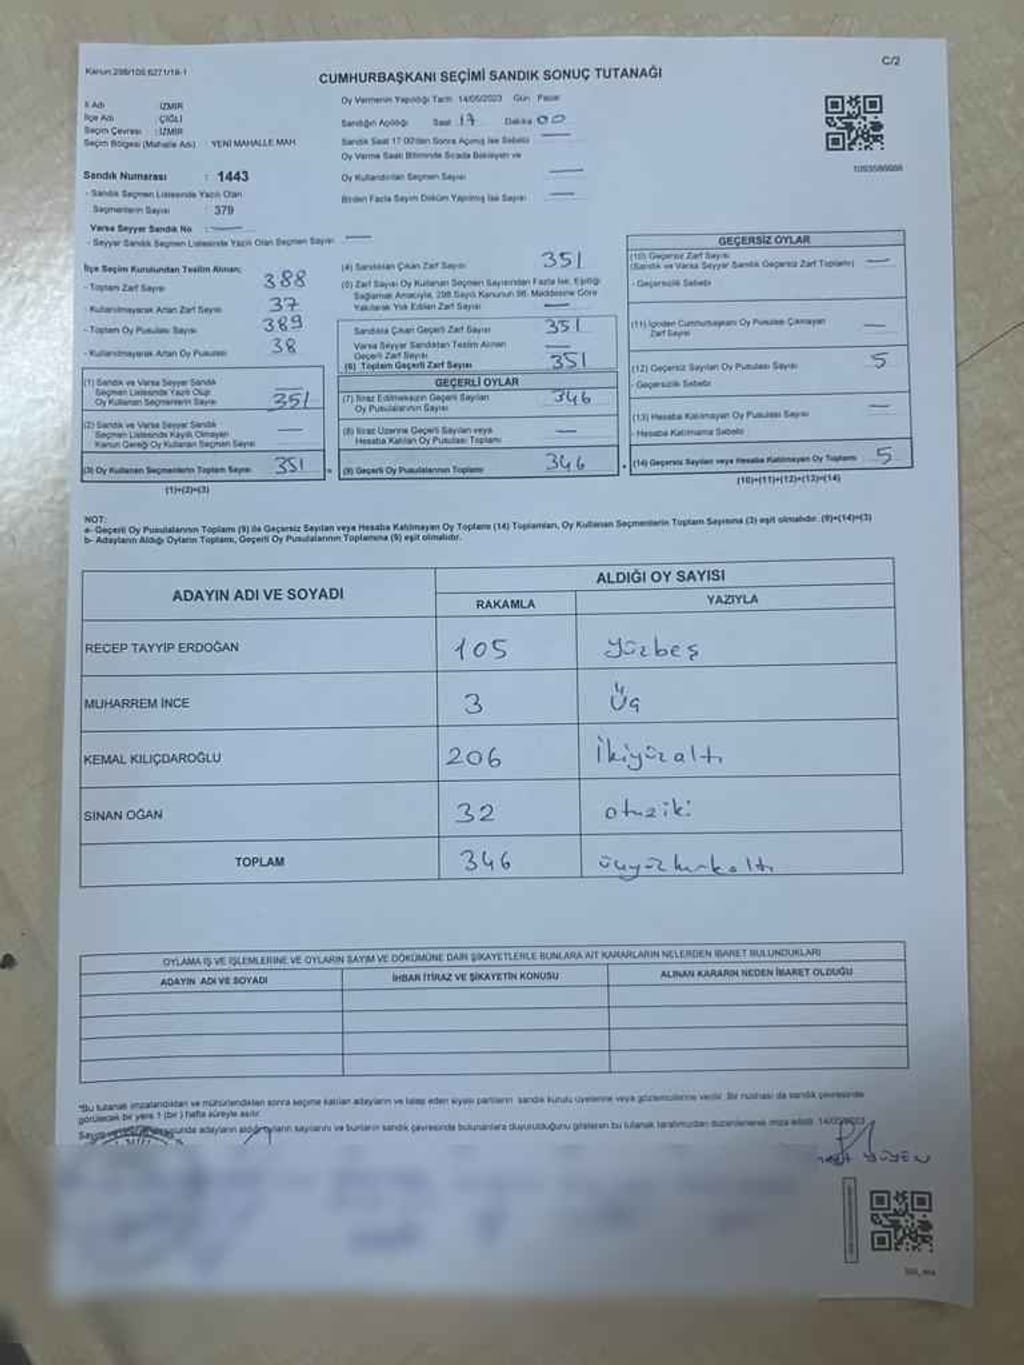 Karun:298/105.6271/19-1
C/2
CUMHURBAŞKANI SEÇİMİ SANDIK SONUÇ TUTANAĞI
İl Adı İZMİR
İlçe Adı ÇİĞLİ
Seçim Çevresi : İZMİR
Seçim Bölgesi (Mahalle Adı) : YENİ MAHALLE MAH.
Sandık Numarası : 1443
- Sandık Seçmen Listesinde Yazılı Olan
Seçmenlerin Sayısı : 379
Varsa Seyyar Sandık No : —
- Seyyar Sandık Seçmen Listesinde Yazılı Olan Seçmen Sayısı —
Oy Vermenin Yapıldığı Tarih 14/05/2023 Gün Pazar
Sandığın Açıldığı Saat 17 Dakika 00
Sandık Saat 17:00'den Sonra Açılmış İse Sebebi —
Oy Verme Saati Bitiminde Sırada Bekleyen ve
Oy Kullandırılan Seçmen Sayısı —
Birden Fazla Sayım Döküm Yapılmış İse Sayısı —
İlçe Seçim Kurulundan Teslim Alınan;
- Toplam Zarf Sayısı 388
- Kullanılmayarak Artan Zarf Sayısı 37
- Toplam Oy Pusulası Sayısı 389
- Kullanılmayarak Artan Oy Pusulası 38
(1) Sandık ve Varsa Seyyar Sandık
Seçmen Listesinde Yazılı Olup
Oy Kullanan Seçmenlerin Sayısı 351
(2) Sandık ve Varsa Seyyar Sandık
Seçmen Listesinde Kayıtlı Olmayan
Kanun Gereği Oy Kullanan Seçmen Sayısı —
(3) Oy Kullanan Seçmenlerin Toplam Sayısı 351
(1)+(2)=(3)
(4) Sandıktan Çıkan Zarf Sayısı 351
(5) Zarf Sayısı Oy Kullanan Seçmen Sayısından Fazla İse, Eşitliği
Sağlamak Amacıyla, 298 Sayılı Kanunun 98. Maddesine Göre
Yakılarak Yok Edilen Zarf Sayısı —
Sandıkta Çıkan Geçerli Zarf Sayısı 351
Varsa Seyyar Sandıktan Teslim Alınan
Geçerli Zarf Sayısı —
(6) Toplam Geçerli Zarf Sayısı 351
GEÇERLİ OYLAR
(7) İtiraz Edilmeksizin Geçerli Sayılan
Oy Pusulalarının Sayısı 346
(8) İtiraz Üzerine Geçerli Sayılan veya
Hesaba Katılan Oy Pusulası Toplamı —
(9) Geçerli Oy Pusulalarının Toplamı 346
GEÇERSİZ OYLAR
(10) Geçersiz Zarf Sayısı
(Sandık ve Varsa Seyyar Sandık Geçersiz Zarf Toplamı) —
- Geçersizlik Sebebi
(11) İçinden Cumhurbaşkanı Oy Pusulası Çıkmayan
Zarf Sayısı —
(12) Geçersiz Sayılan Oy Pusulası Sayısı 5
- Geçersizlik Sebebi
(13) Hesaba Katılmayan Oy Pusulası Sayısı —
- Hesaba Katılmama Sebebi
(14) Geçersiz Sayılan veya Hesaba Katılmayan Oy Toplamı 5
(10)+(11)+(12)+(13)=(14)
NOT:
a- Geçerli Oy Pusulalarının Toplamı (9) ile Geçersiz Sayılan veya Hesaba Katılmayan Oy Toplamı (14) Toplamları, Oy Kullanan Seçmenlerin Toplam Sayısına (3) eşit olmalıdır. (9)+(14)=(3)
b- Adayların Aldığı Oyların Toplamı, Geçerli Oy Pusulalarının Toplamına (9) eşit olmalıdır.
ADAYIN ADI VE SOYADI ALDIĞI OY SAYISI
RAKAMLA YAZIYLA
RECEP TAYYİP ERDOĞAN 105 Yüzbeş
MUHARREM İNCE 3 Üç
KEMAL KILIÇDAROĞLU 206 İkiyüzaltı
SİNAN OĞAN 32 otuziki
TOPLAM 346 üçyüzkırkaltı
OYLAMA İŞ VE İŞLEMLERİNE VE OYLARIN SAYIM VE DÖKÜMÜNE DAİR ŞİKAYETLERLE BUNLARA AİT KARARLARIN NELERDEN İBARET BULUNDUKLARI
ADAYIN ADI VE SOYADI İHBAR İTİRAZ VE ŞİKAYETİN KONUSU ALINAN KARARIN NEDEN İBARET OLDUĞU
"Bu tutanak imzalandıktan ve mühürlendikten sonra seçime katılan adayların ve talep eden siyasi partilerin sandık kurulu üyelerine veya gözlemcilerine verilir. Bir nüshası da sandık çevresinde
görülecek bir yere 1 (bir) hafta süreyle asılır.
adayların aldığı oyların sayılarını ve bunların sandık çevresinde bulunanlara duyurulduğunu gösteren bu tutanak tarafımızdan düzenlenerek imza edildi. 14/05/2023